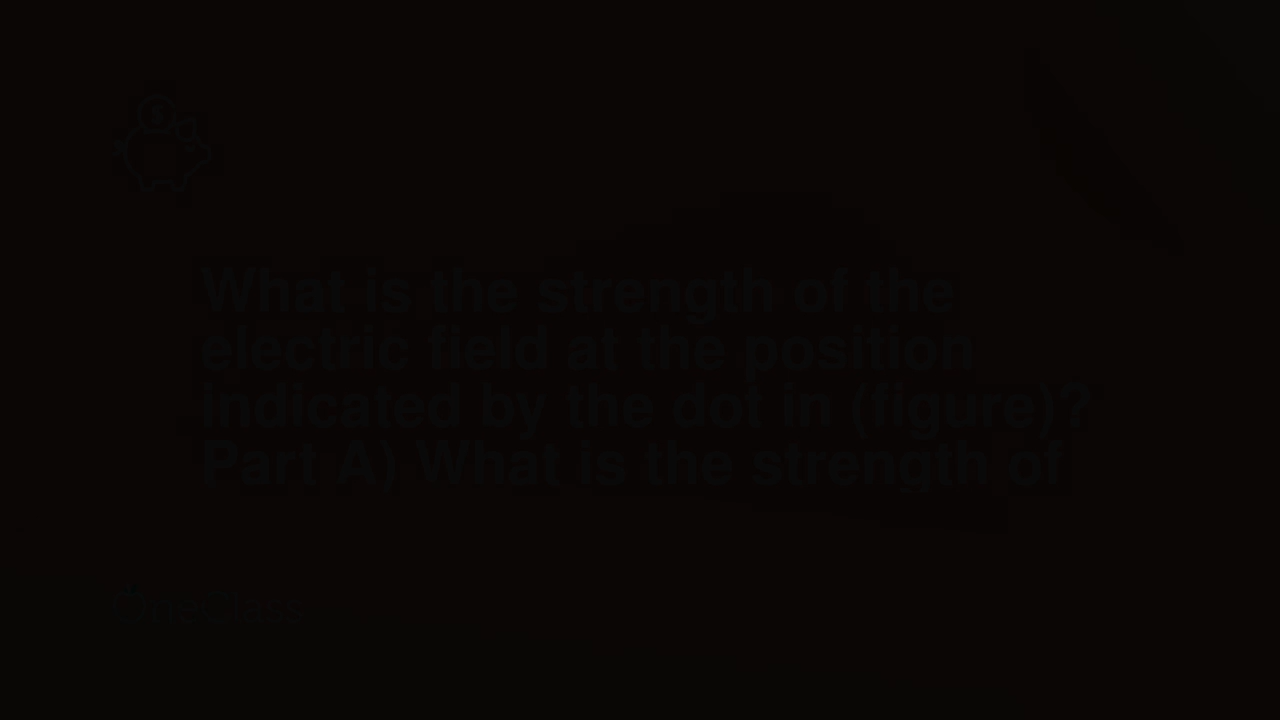 What is the strength of the
electric field at the position
indicated by the dot in (figure)?
Part A) What is the strength of
OneClass